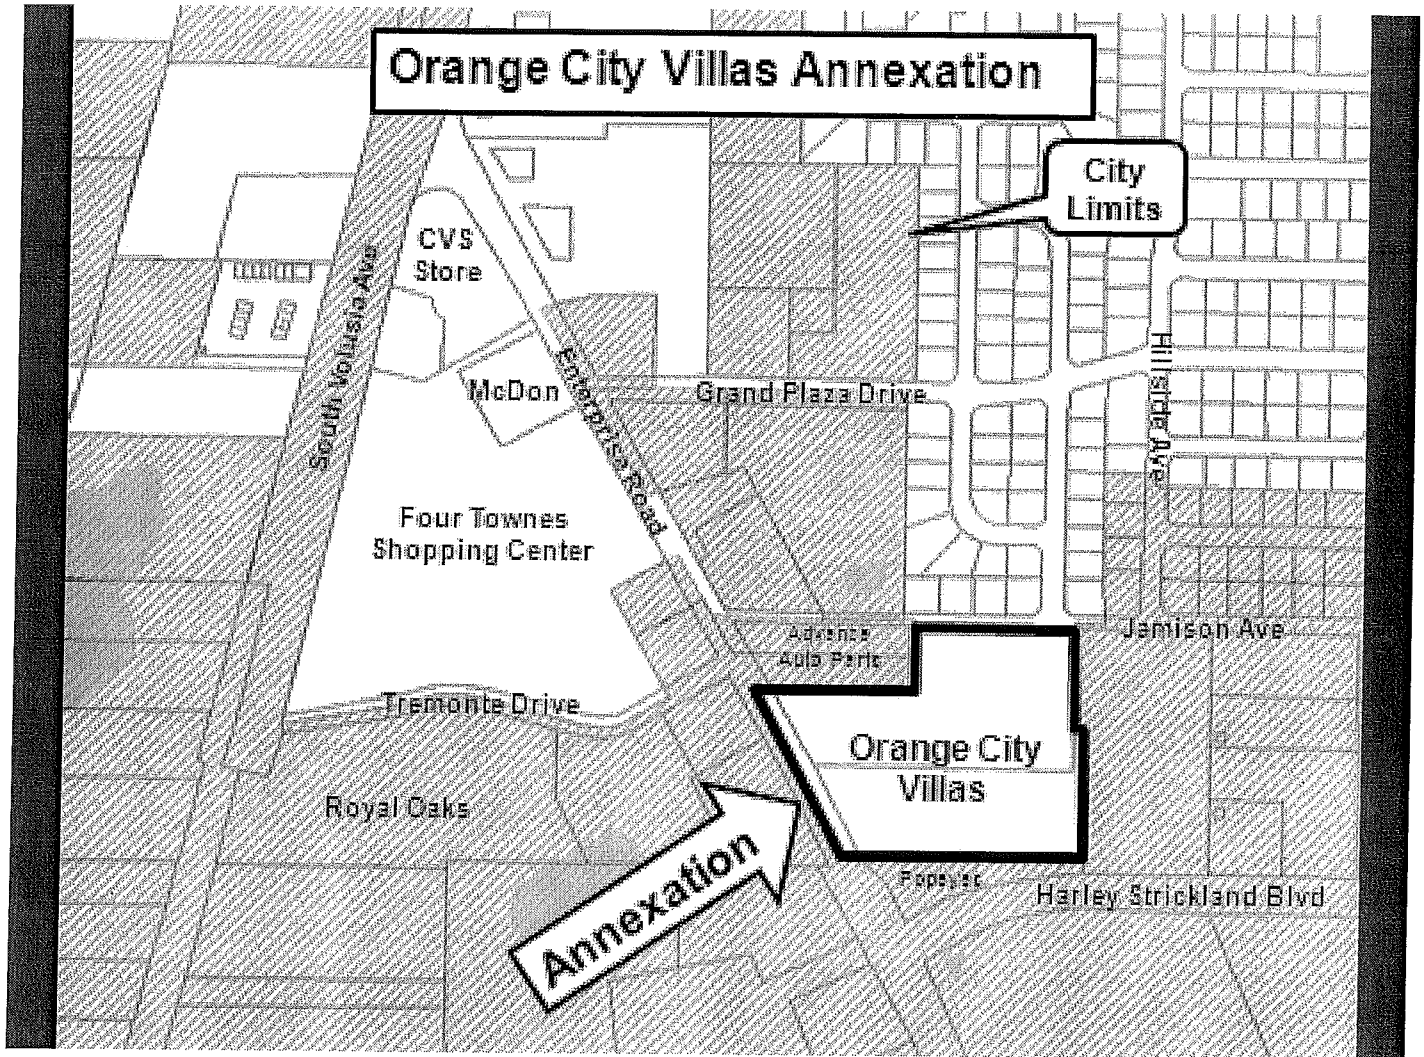 Orange City Villas Annexation
City
Limits
CVS
Store
South Volusia Ave
McDon
Enterprise Road
Grand Plaza Drive
Hillside Ave
Four Townes
Shopping Center
Advance
Auto Parts
Jamison Ave
Tremonte Drive
Orange City
Villas
Royal Oaks
Annexation
Popeyes
Harley Strickland Blvd